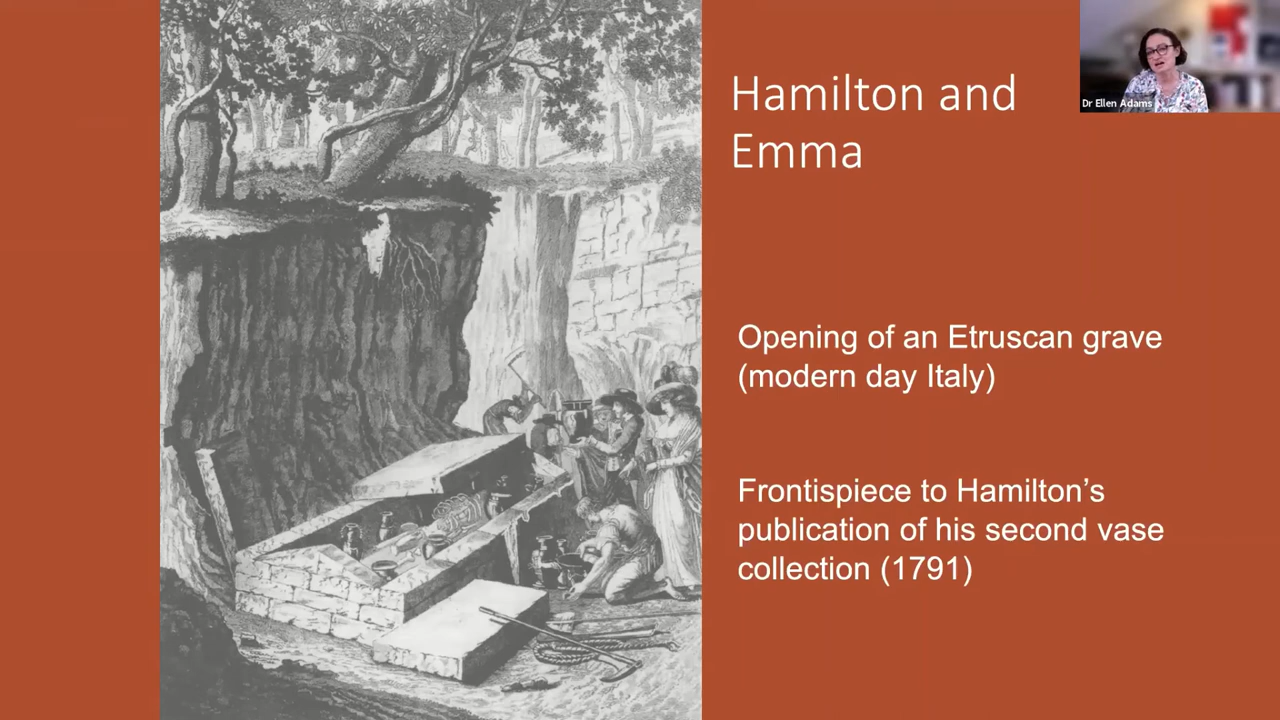 Hamilton and
Emma
Dr Ellen Adams
Opening of an Etruscan grave
(modern day Italy)
Frontispiece to Hamilton’s
publication of his second vase
collection (1791)